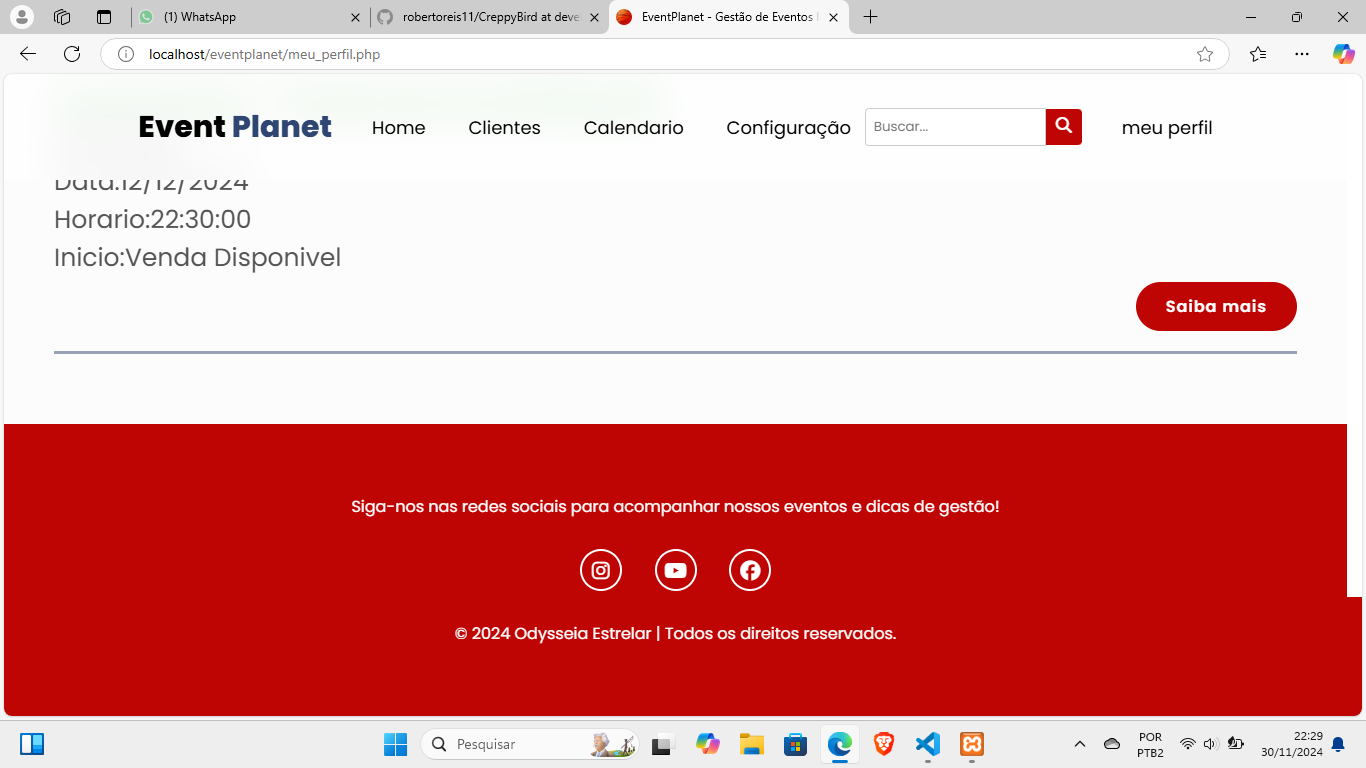 (1) WhatsApp
robertoreis11/CreppyBird at deve
EventPlanet - Gestão de Eventos
localhost/eventplanet/meu_perfil.php
Event Planet
Home
Clientes
Calendario
Configuração
Buscar...
meu perfil
Data:12/12/2024
Horario:22:30:00
Inicio:Venda Disponivel
Saiba mais
Siga-nos nas redes sociais para acompanhar nossos eventos e dicas de gestão!
© 2024 Odysseia Estrelar | Todos os direitos reservados.
Pesquisar
POR
PTB2
22:29
30/11/2024